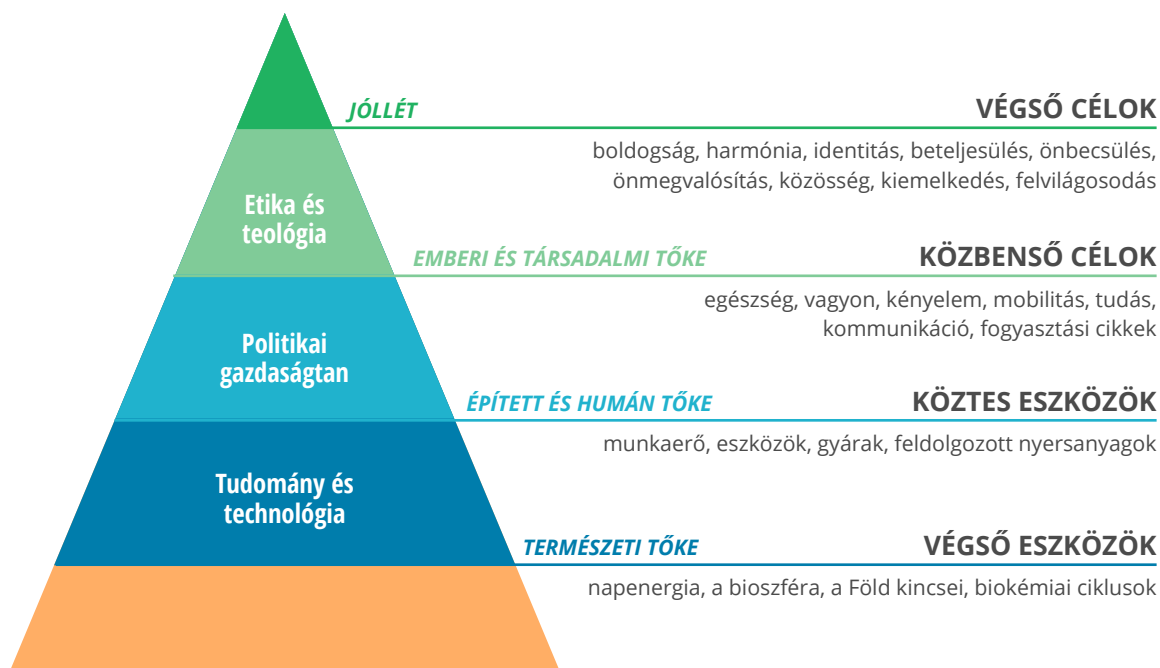 JÓLLÉT
VÉGSŐ CÉLOK
boldogság, harmónia, identitás, beteljesülés, önbecsülés,
önmegvalósítás, közösség, kiemelkedés, felvilágosodás
Etika és
teológia
EMBERI ÉS TÁRSADALMI TŐKE
KÖZBENSŐ CÉLOK
egészség, vagyon, kényelem, mobilitás, tudás,
kommunikáció, fogyasztási cikkek
Politikai
gazdaságtan
ÉPÍTETT ÉS HUMÁN TŐKE
KÖZTES ESZKÖZÖK
munkaerő, eszközök, gyárak, feldolgozott nyersanyagok
Tudomány és
technológia
TERMÉSZETI TŐKE
VÉGSŐ ESZKÖZÖK
napenergia, a bioszféra, a Föld kincsei, biokémiai ciklusok